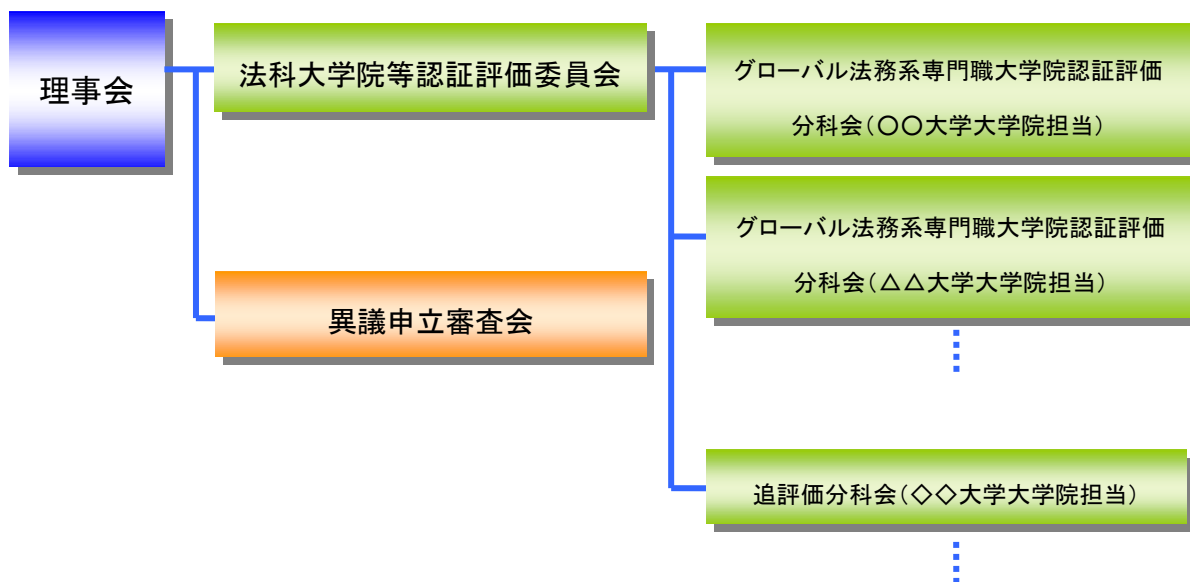 理事会
法科大学院等認証評価委員会
グローバル法務系専門職大学院認証評価
分科会(〇〇大学大学院担当)
グローバル法務系専門職大学院認証評価
分科会(△△大学大学院担当)
異議申立審査会
追評価分科会(◇◇大学大学院担当)